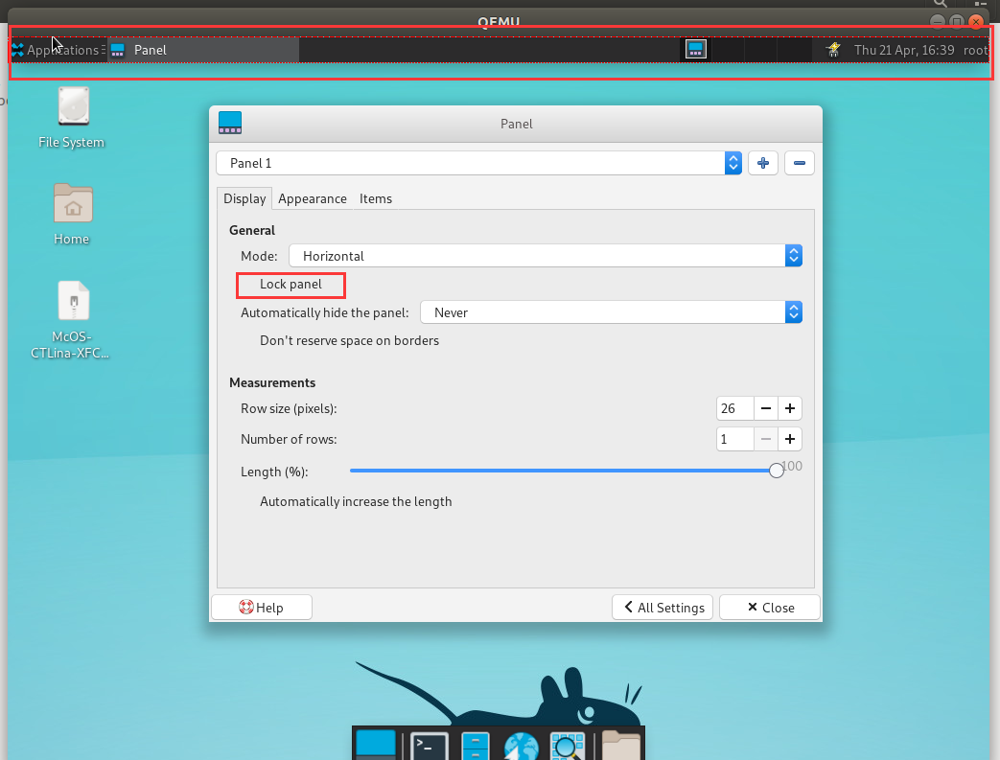 QEMU
Applications
Panel
Thu 21 Apr, 16:39
root
File System
Home
McOS-
CTLina-XFC...
Panel
Panel 1
Display
Appearance
Items
General
Mode:
Horizontal
Lock panel
Automatically hide the panel:
Never
Don't reserve space on borders
Measurements
Row size (pixels):
26
Number of rows:
1
Length (%):
100
Automatically increase the length
Help
All Settings
Close